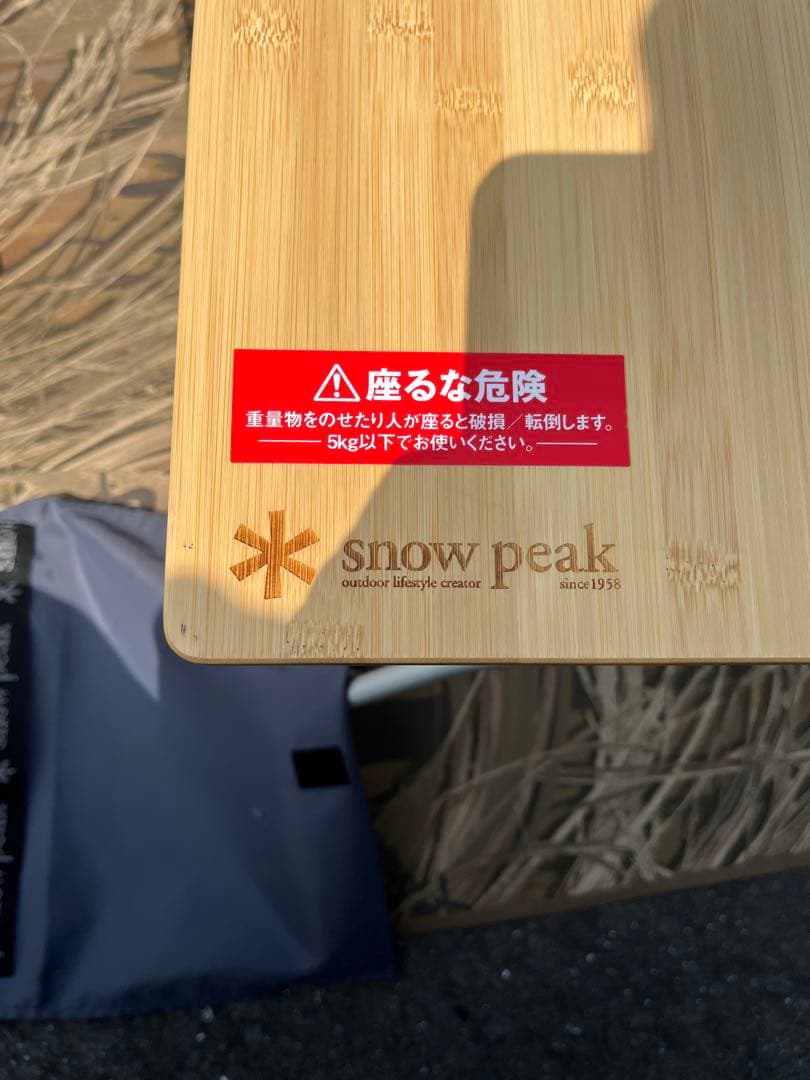 座るな危険
重量物をのせたり人が座ると破損／転倒します。
5kg以下でお使いください。
snow peak
outdoor lifestyle creator since1958